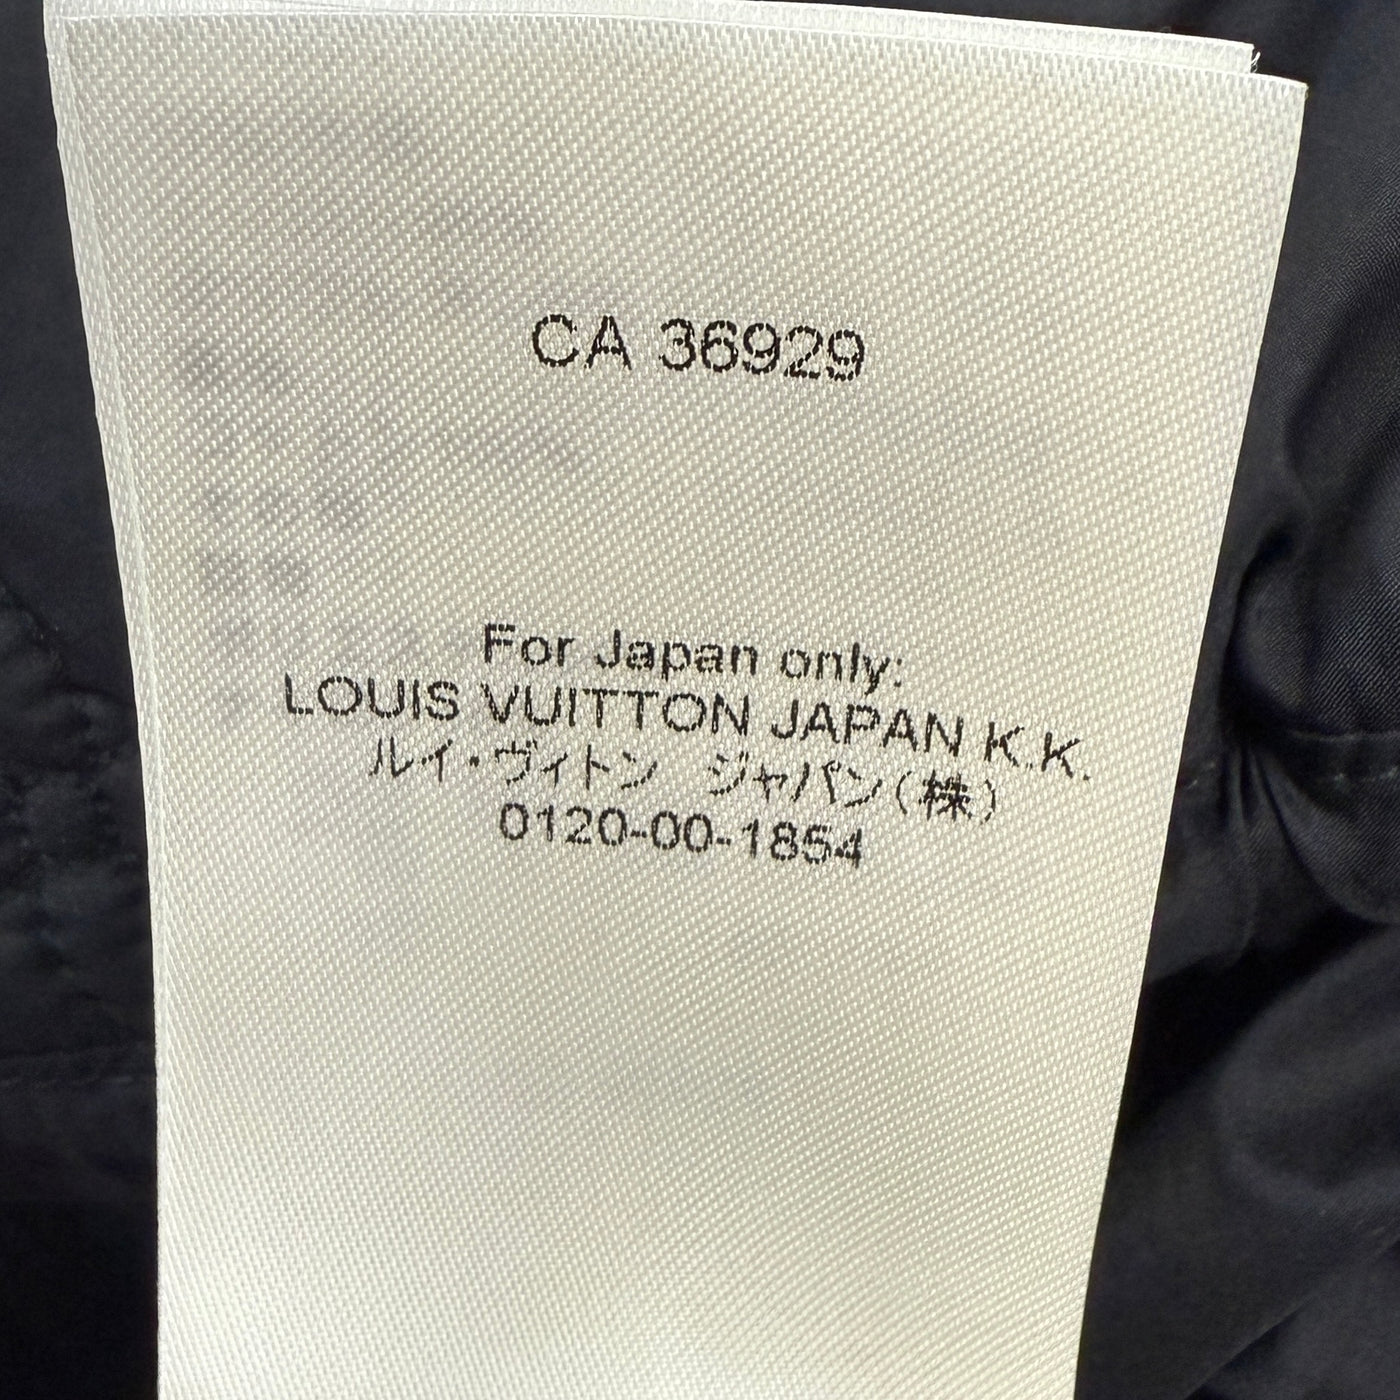 CA 36929
For Japan only:
LOUIS VUITTON JAPAN K.K.
ルイ・ヴィトン　ジャパン(株)
0120-00-1854